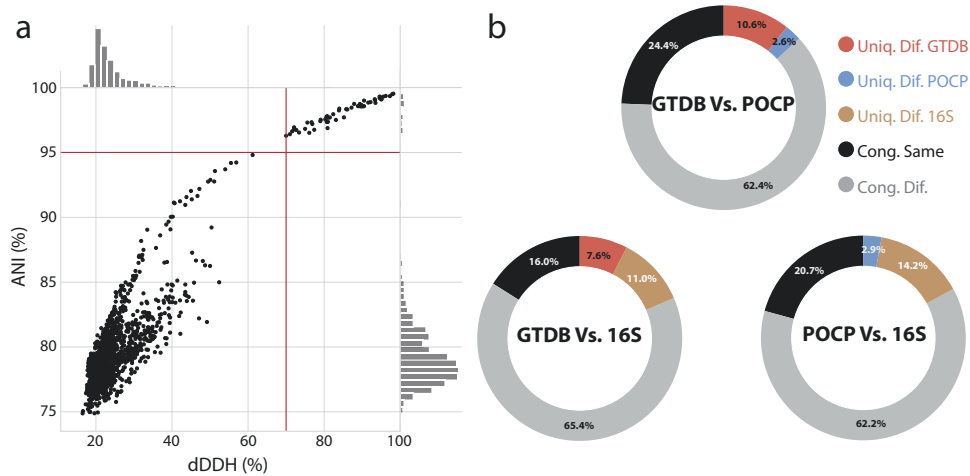 a
100
95
90
85
80
75
ANI (%)
20
40
60
80
100
dDDH (%)
b
10.6%
2.6%
24.4%
GTDB Vs. POCP
62.4%
Uniq. Dif. GTDB
Uniq. Dif. POCP
Uniq. Dif. 16S
Cong. Same
Cong. Dif.
16.0%
7.6%
11.0%
GTDB Vs. 16S
65.4%
2.9%
14.2%
20.7%
POCP Vs. 16S
62.2%